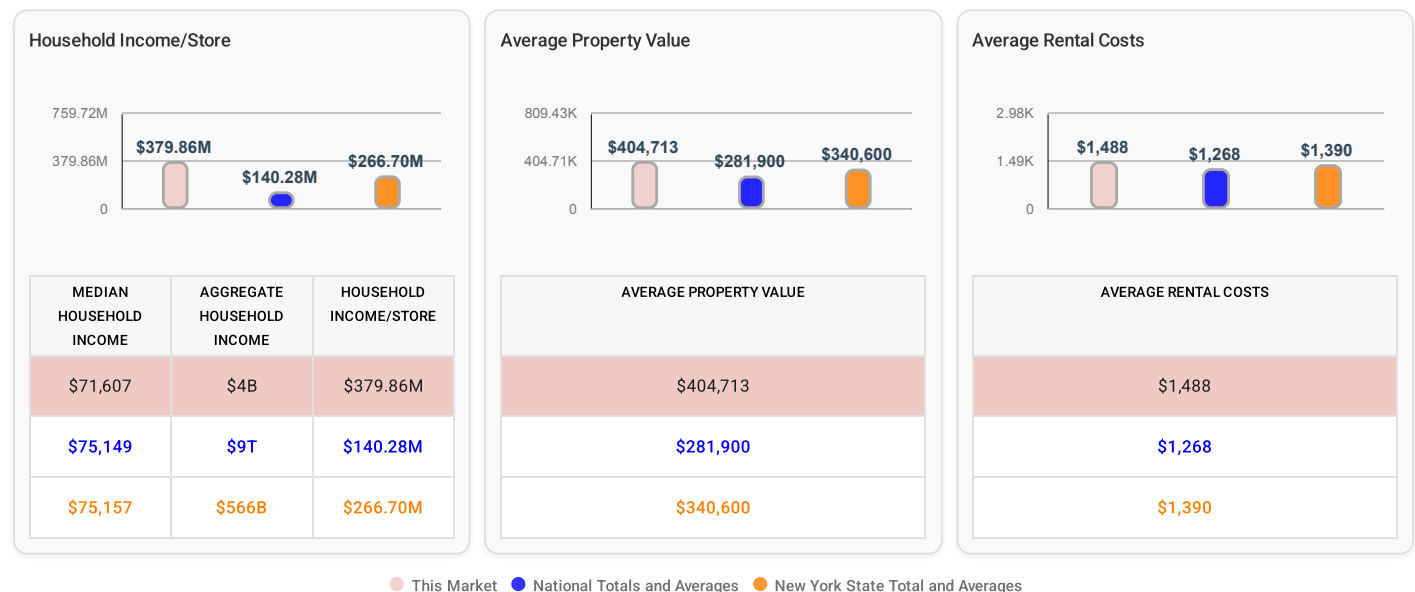 Household Income/Store
759.72M
379.86M
0
$379.86M
$140.28M
$266.70M
MEDIAN HOUSEHOLD INCOME
AGGREGATE HOUSEHOLD INCOME
HOUSEHOLD INCOME/STORE
$71,607 $4B $379.86M
$75,149 $9T $140.28M
$75,157 $566B $266.70M
Average Property Value
809.43K
404.71K
0
$404,713
$281,900
$340,600
AVERAGE PROPERTY VALUE
$404,713
$281,900
$340,600
Average Rental Costs
2.98K
1.49K
0
$1,488
$1,268
$1,390
AVERAGE RENTAL COSTS
$1,488
$1,268
$1,390
This Market National Totals and Averages New York State Total and Averages